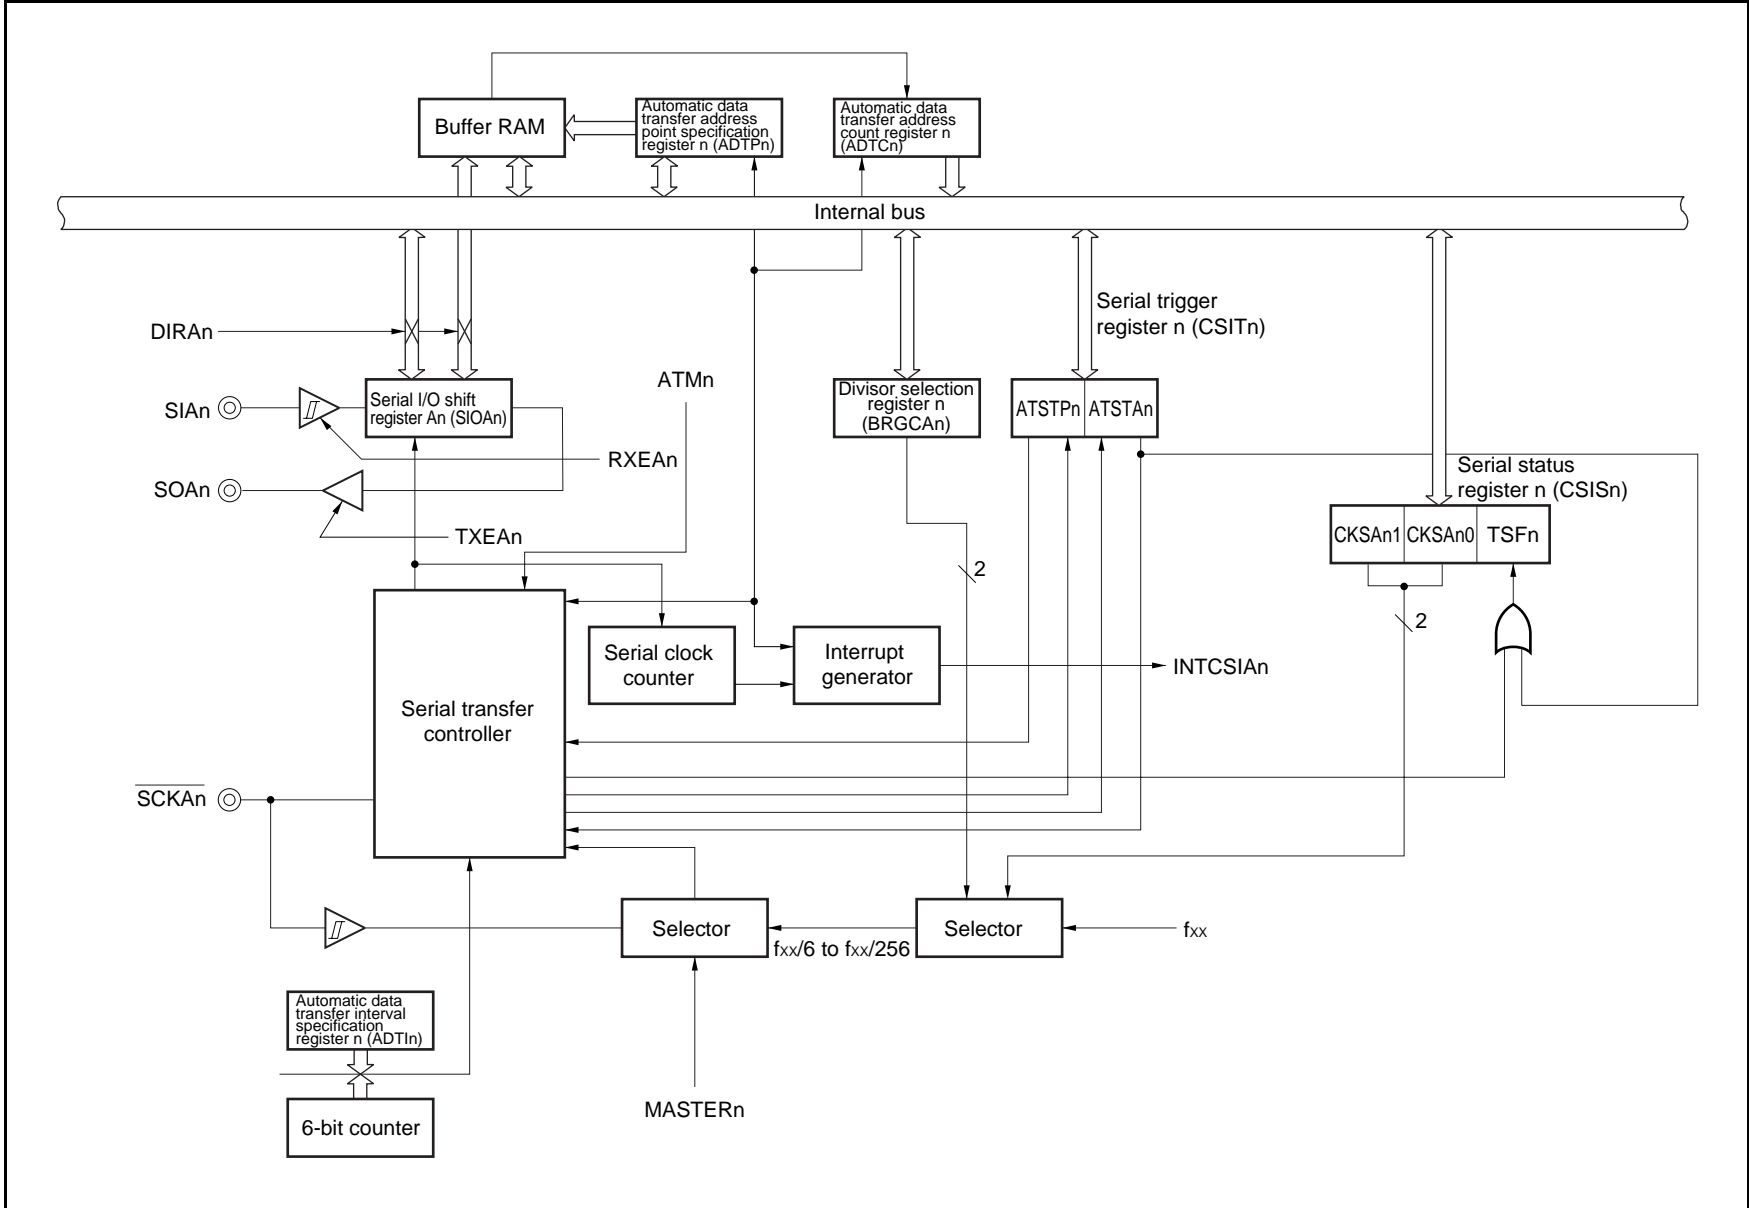 Buffer RAM
Automatic data
transfer address
point specification
register n (ADTPn)
Automatic data
transfer address
count register n
(ADTCn)
Internal bus
DIRAn
Serial trigger
register n (CSITn)
SIAn
Serial I/O shift
register An (SIOAn)
ATMn
Divisor selection
register n
(BRGCAn)
ATSTPn
ATSTAn
RXEAn
SOAn
Serial status
register n (CSISn)
TXEAn
CKSAn1
CKSAn0
TSFn
2
2
Serial clock
counter
Interrupt
generator
INTCSIAn
Serial transfer
controller
SCKAn
Selector
fxx/6 to fxx/256
Selector
fxx
Automatic data
transfer interval
specification
register n (ADTIn)
MASTERn
6-bit counter